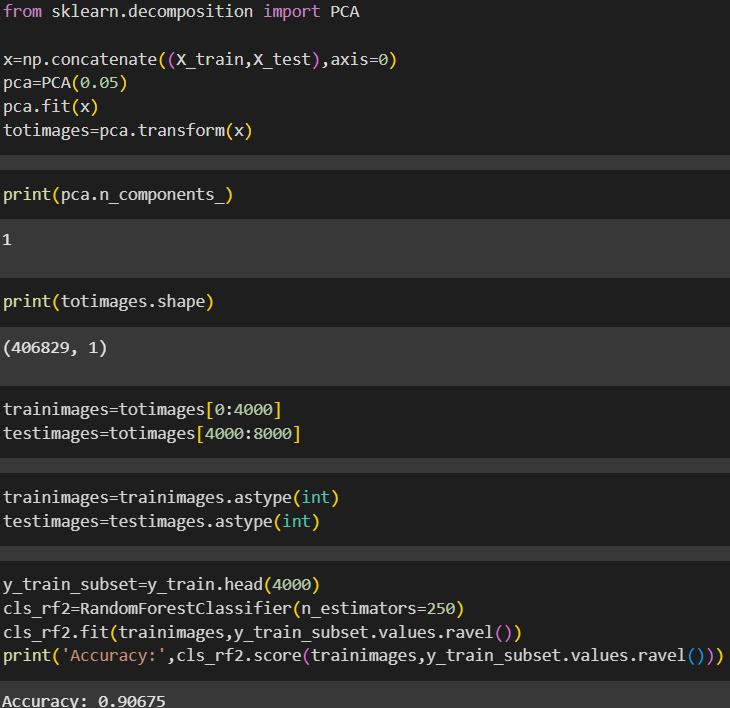 from sklearn.decomposition import PCA
x=np.concatenate((X_train,X_test),axis=0)
pca=PCA(0.05)
pca.fit(x)
totimages=pca.transform(x)
print(pca.n_components_)
1
print(totimages.shape)
(406829, 1)
trainimages=totimages[0:4000]
testimages=totimages[4000:8000]
trainimages=trainimages.astype(int)
testimages=testimages.astype(int)
y_train_subset=y_train.head(4000)
cls_rf2=RandomForestClassifier(n_estimators=250)
cls_rf2.fit(trainimages,y_train_subset.values.ravel())
print('Accuracy:',cls_rf2.score(trainimages,y_train_subset.values.ravel()))
Accuracy: 0.90675